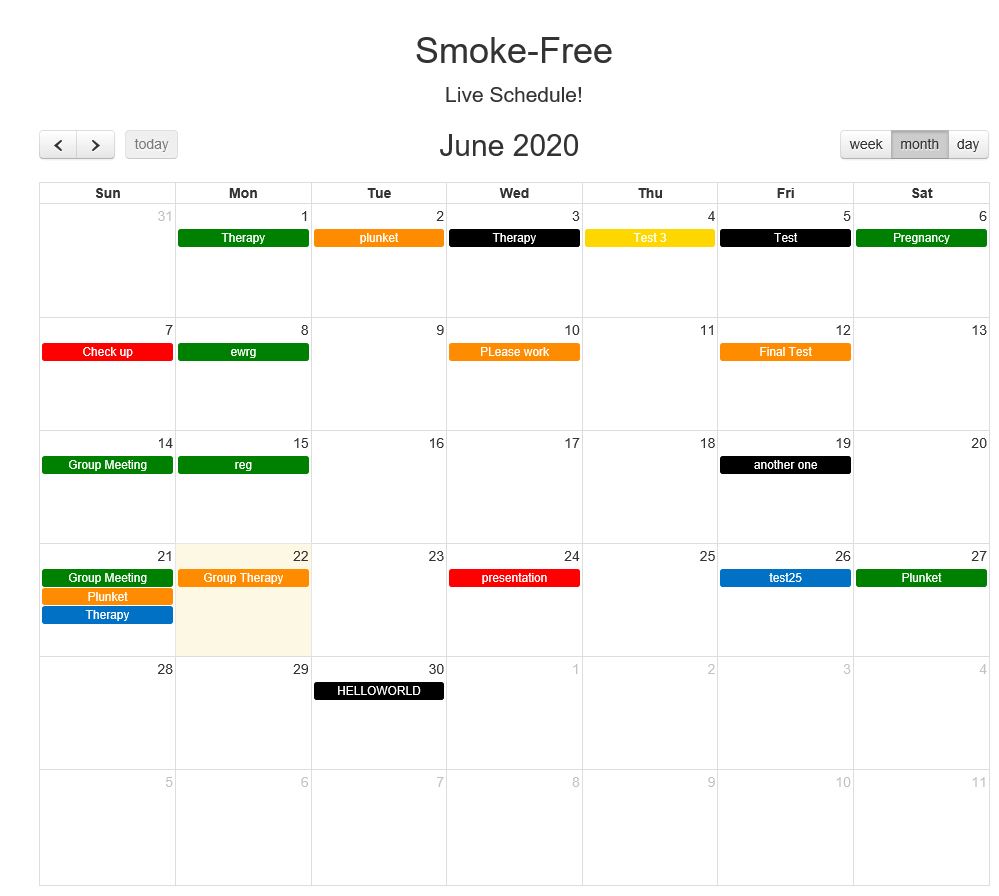 Smoke-Free
Live Schedule!
today
June 2020
week month day
Sun Mon Tue Wed Thu Fri Sat
31 1 2 3 4 5 6
Therapy plunket Therapy Test 3 Test Pregnancy
7 8 9 10 11 12 13
Check up ewrg PLease work Final Test
14 15 16 17 18 19 20
Group Meeting reg another one
21 22 23 24 25 26 27
Group Meeting Group Therapy presentation test25 Plunket
Plunket
Therapy
28 29 30 1 2 3 4
HELLOWORLD
5 6 7 8 9 10 11